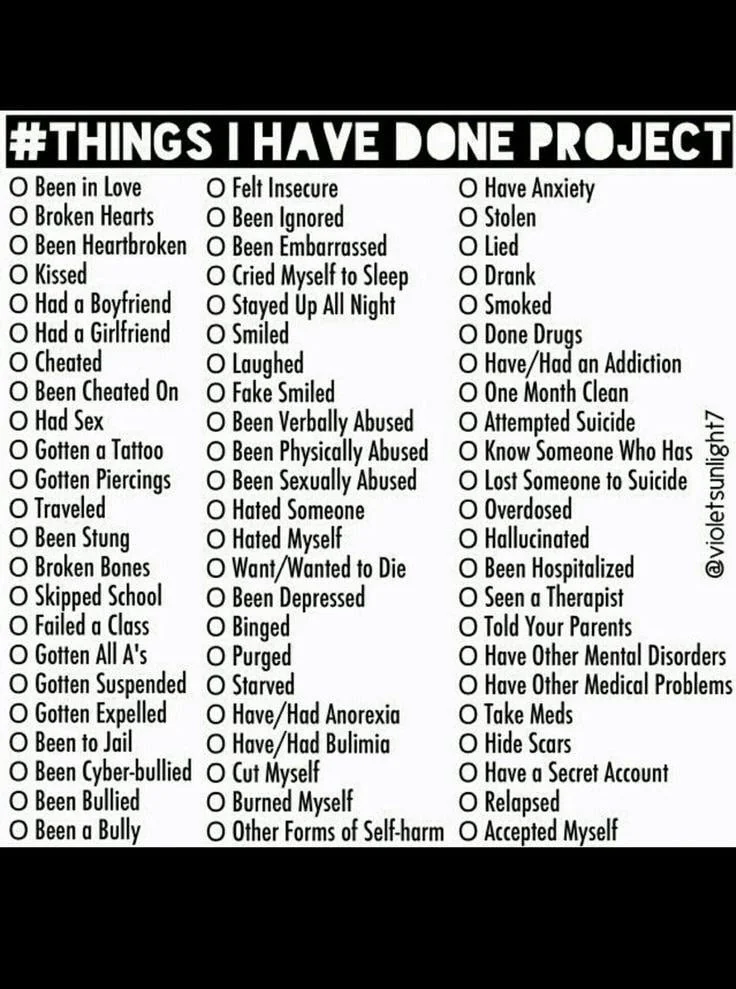 #THINGS I HAVE DONE PROJECT
O Been in Love
O Broken Hearts
O Been Heartbroken
O Kissed
O Had a Boyfriend
O Had a Girlfriend
O Cheated
O Been Cheated On
O Had Sex
O Gotten a Tattoo
O Gotten Piercings
O Traveled
O Been Stung
O Broken Bones
O Skipped School
O Failed a Class
O Gotten All A's
O Gotten Suspended
O Gotten Expelled
O Been to Jail
O Been Cyber-bullied
O Been Bullied
O Been a Bully
O Felt Insecure
O Been Ignored
O Been Embarrassed
O Cried Myself to Sleep
O Stayed Up All Night
O Smiled
O Laughed
O Fake Smiled
O Been Verbally Abused
O Been Physically Abused
O Been Sexually Abused
O Hated Someone
O Hated Myself
O Want/Wanted to Die
O Been Depressed
O Binged
O Purged
O Starved
O Have/Had Anorexia
O Have/Had Bulimia
O Cut Myself
O Burned Myself
O Other Forms of Self-harm
O Have Anxiety
O Stolen
O Lied
O Drank
O Smoked
O Done Drugs
O Have/Had an Addiction
O One Month Clean
O Attempted Suicide
O Know Someone Who Has
O Lost Someone to Suicide
O Overdosed
O Hallucinated
O Been Hospitalized
O Seen a Therapist
O Told Your Parents
O Have Other Mental Disorders
O Have Other Medical Problems
O Take Meds
O Hide Scars
O Have a Secret Account
O Relapsed
O Accepted Myself
@violetsunlight7